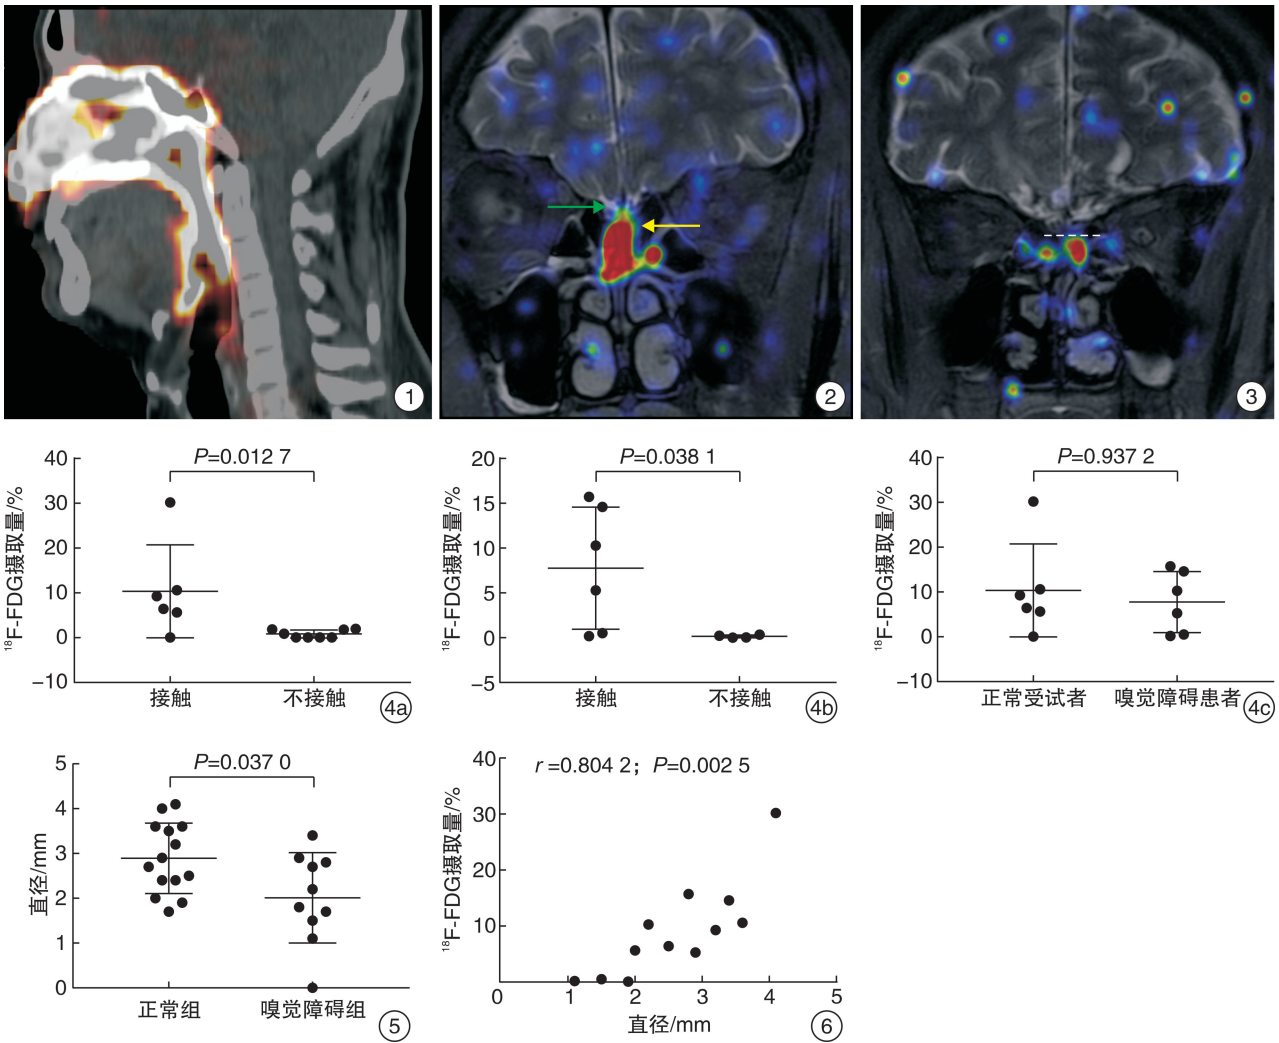 1
2
3
P=0.012 7
40
30
20
10
0
−10
¹⁸F-FDG摄取量/%
接触
不接触
4a
P=0.038 1
20
15
10
5
0
−5
¹⁸F-FDG摄取量/%
接触
不接触
4b
P=0.937 2
40
30
20
10
0
−10
¹⁸F-FDG摄取量/%
正常受试者
嗅觉障碍患者
4c
P=0.037 0
5
4
3
2
1
0
直径/mm
正常组
嗅觉障碍组
5
r =0.804 2；P=0.002 5
40
30
20
10
¹⁸F-FDG摄取量/%
0
1
2
3
4
5
直径/mm
6